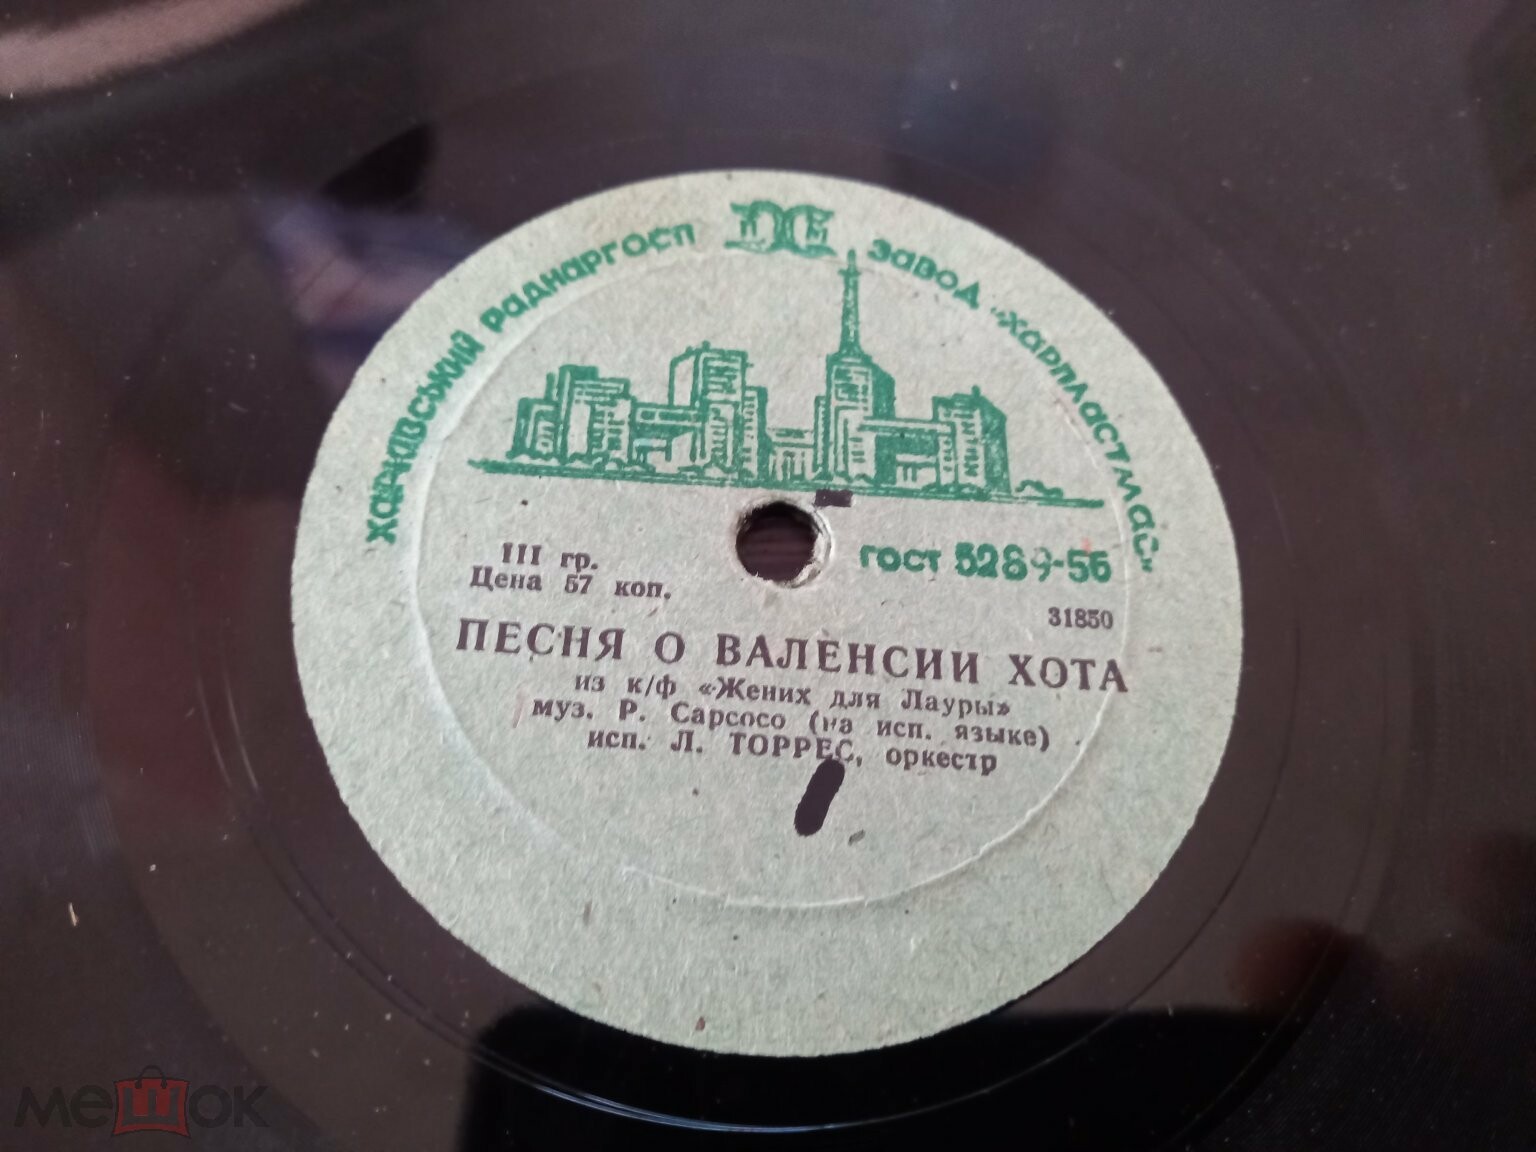 Харківський раднаргосп
завод „Харпластмас"
гост 5289-56
III гр.
Цена 57 коп.
31850
ПЕСНЯ О ВАЛЕНСИИ ХОТА
из к/ф «Жених для Лауры»
муз. Р. Сарсосо (на исп. языке)
исп. Л. ТОРРЕС, оркестр
мешок